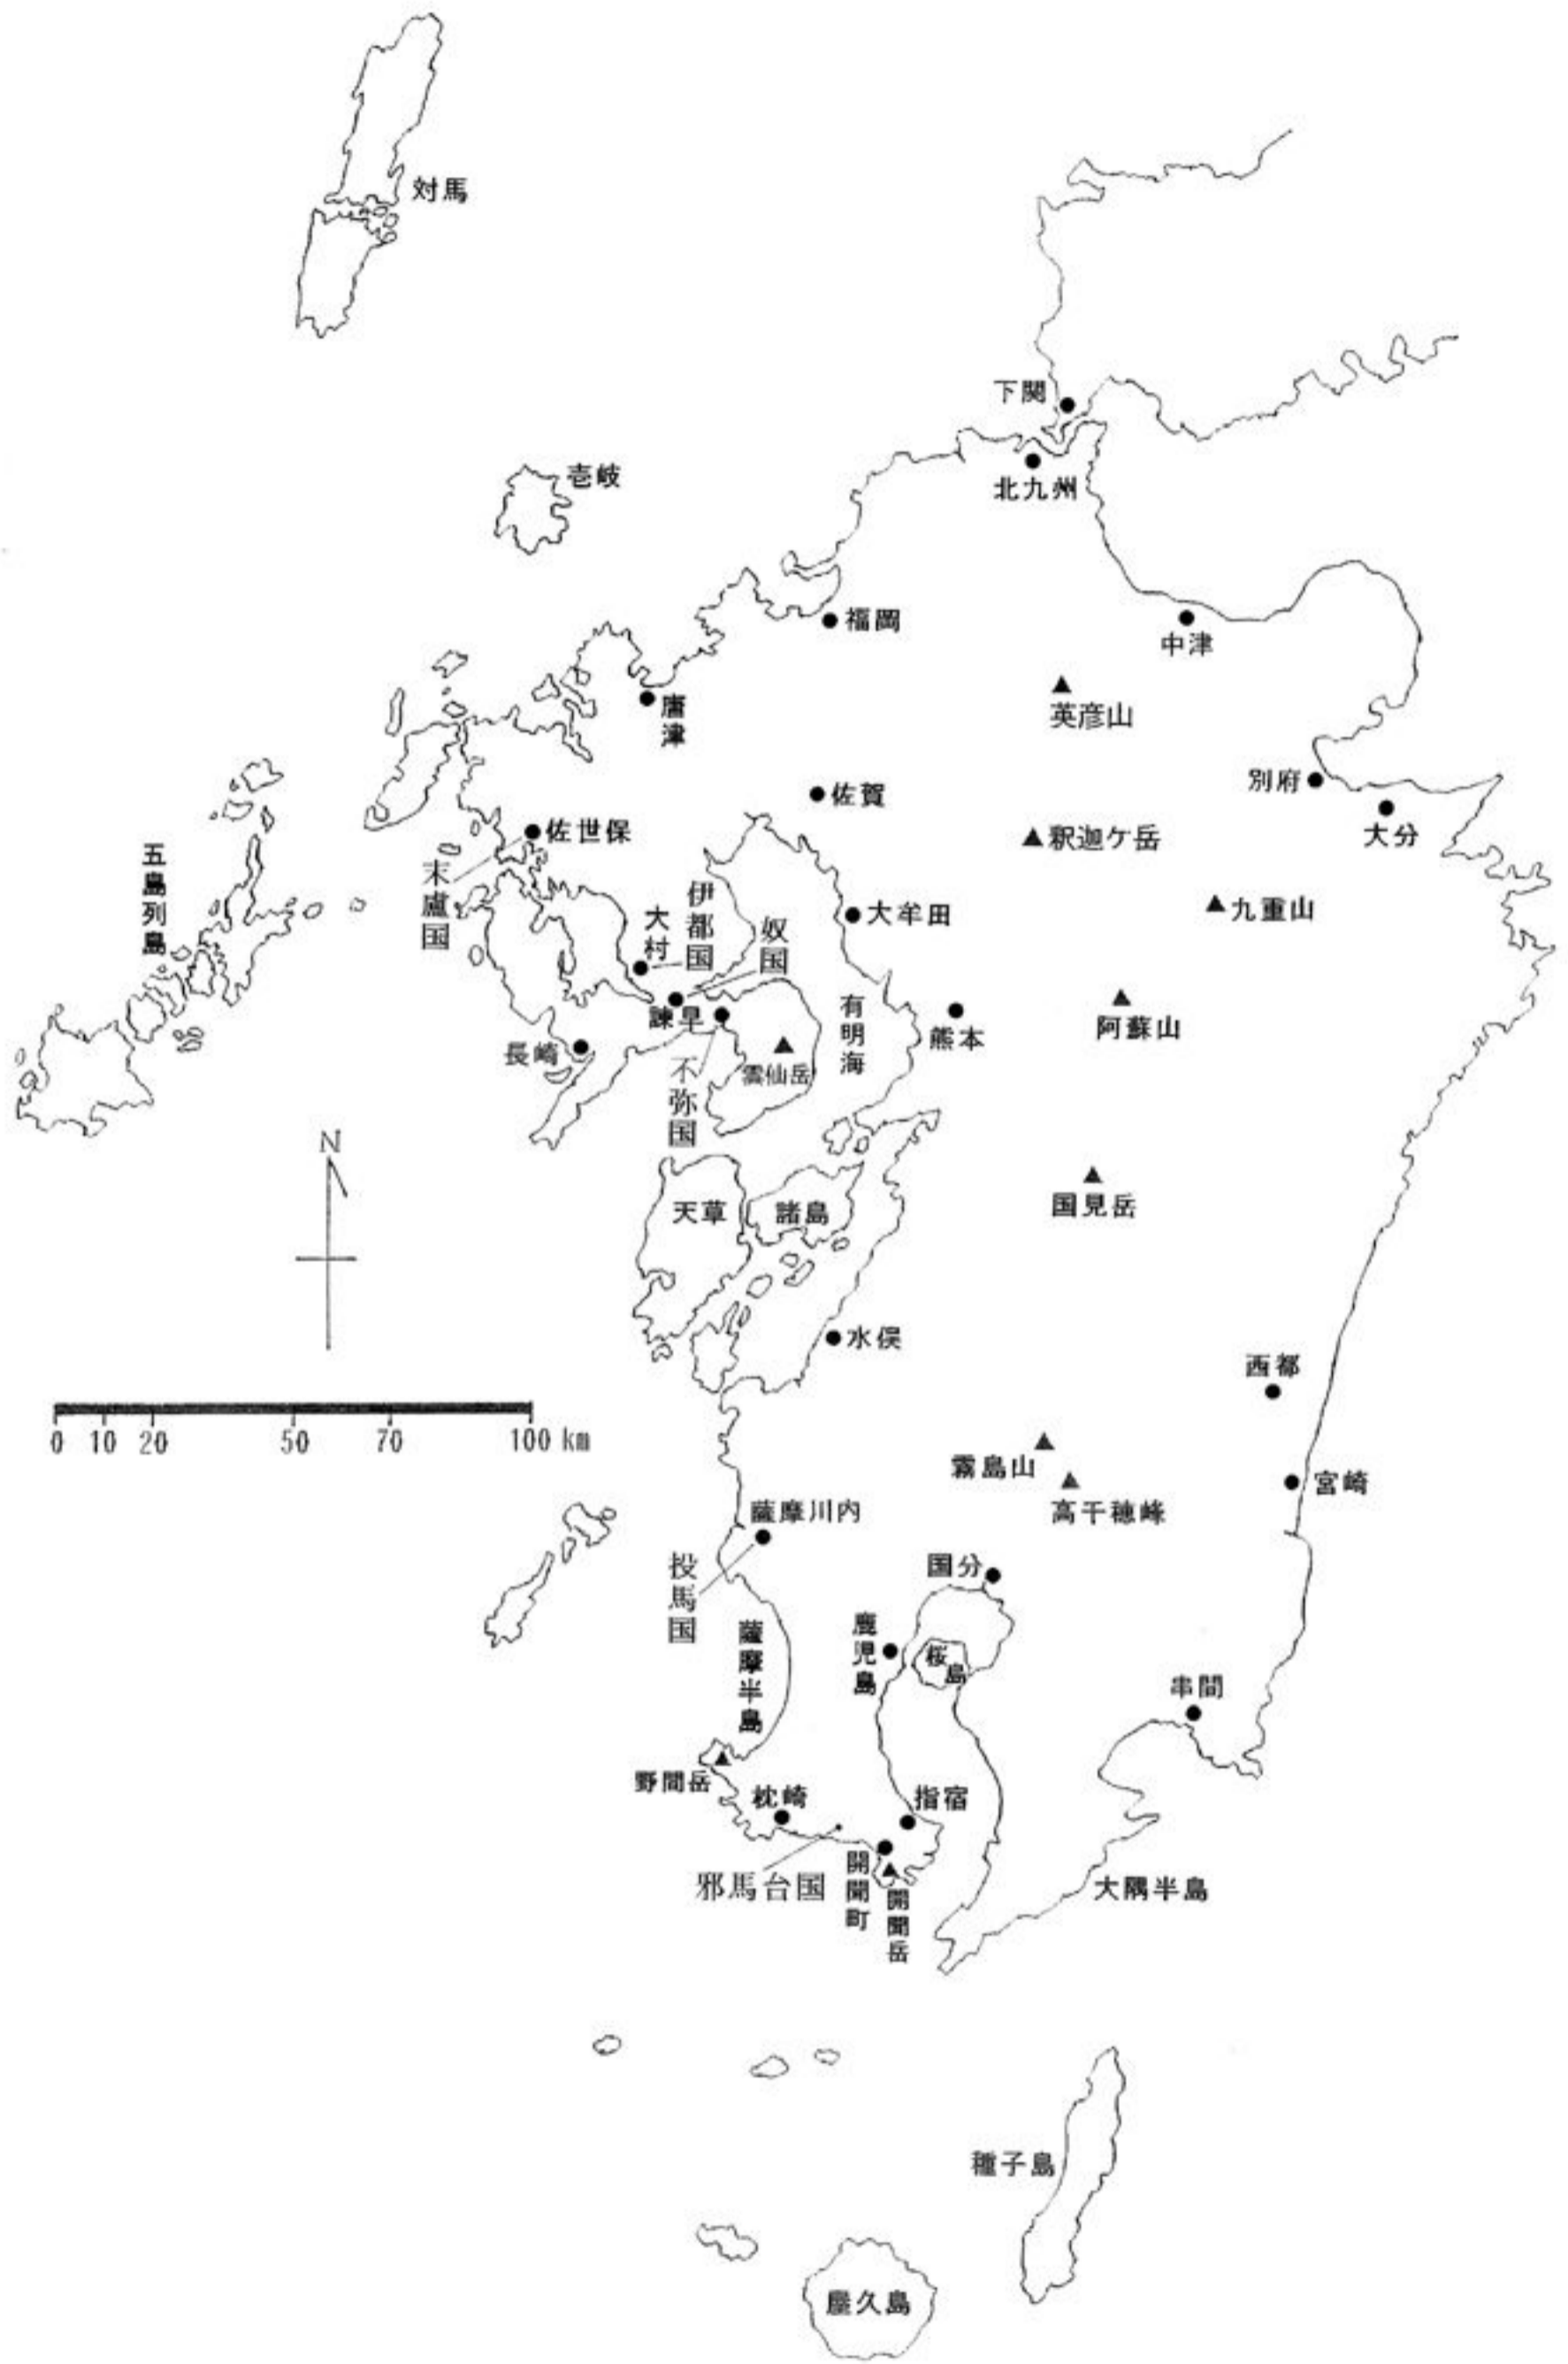 対馬
下関
北九州
壱岐
福岡
中津
唐津
英彦山
佐賀
別府
大分
佐世保
釈迦ケ岳
五島列島
末盧国
伊都国
大村
奴国
大牟田
九重山
諫早
有明海
熊本
阿蘇山
長崎
不弥国
雲仙岳
N
天草
諸島
国見岳
水俣
西都
0 10 20 50 70 100 km
霧島山
高千穂峰
宮崎
薩摩川内
投馬国
国分
薩摩半島
鹿児島
桜島
串間
野間岳
枕崎
指宿
邪馬台国
開聞町
開聞岳
大隅半島
種子島
屋久島